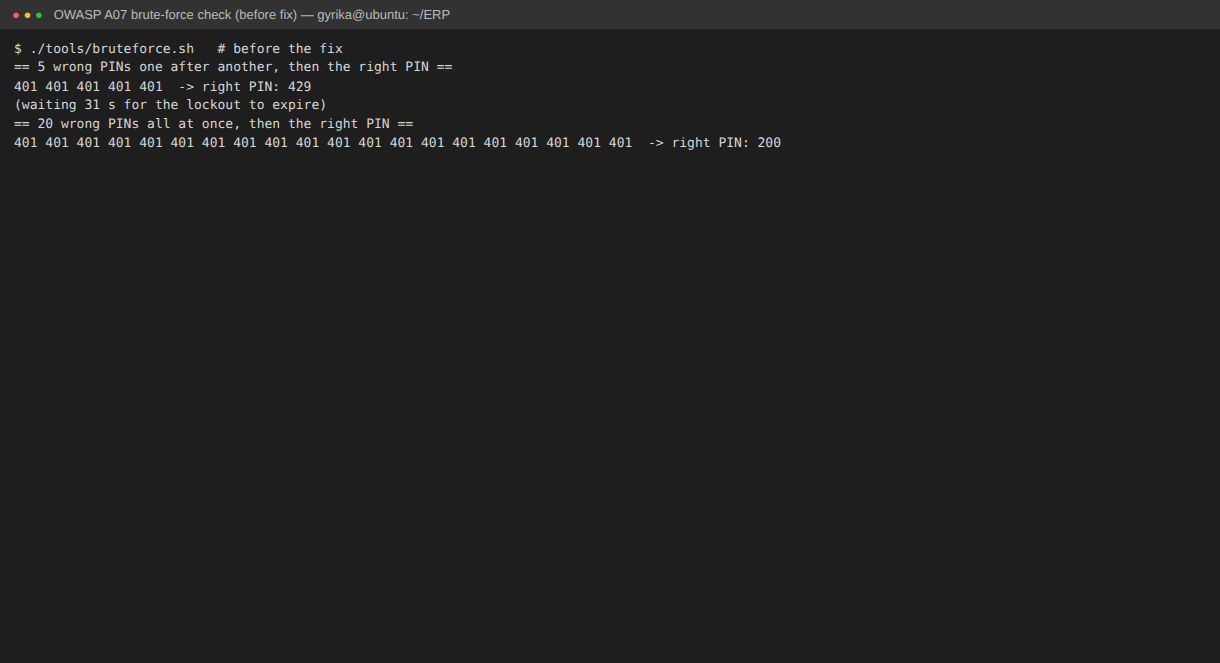 OWASP A07 brute-force check (before fix) — gyrika@ubuntu: ~/ERP
$ ./tools/bruteforce.sh   # before the fix
== 5 wrong PINs one after another, then the right PIN ==
401 401 401 401 401  -> right PIN: 429
(waiting 31 s for the lockout to expire)
== 20 wrong PINs all at once, then the right PIN ==
401 401 401 401 401 401 401 401 401 401 401 401 401 401 401 401 401 401 401 401  -> right PIN: 200